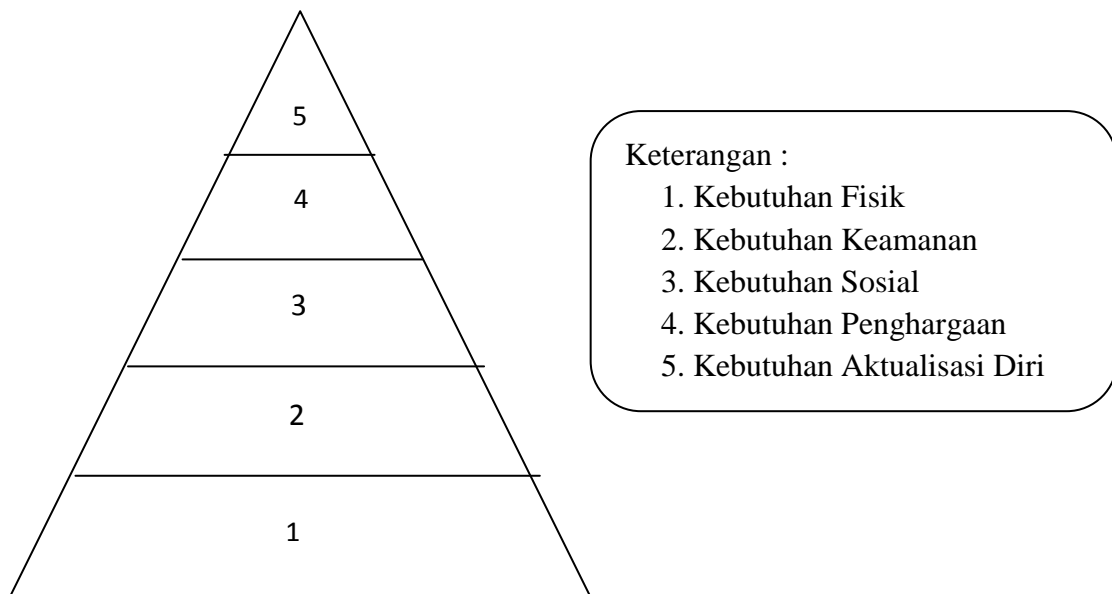 5
4
3
2
1
Keterangan :
1. Kebutuhan Fisik
2. Kebutuhan Keamanan
3. Kebutuhan Sosial
4. Kebutuhan Penghargaan
5. Kebutuhan Aktualisasi Diri